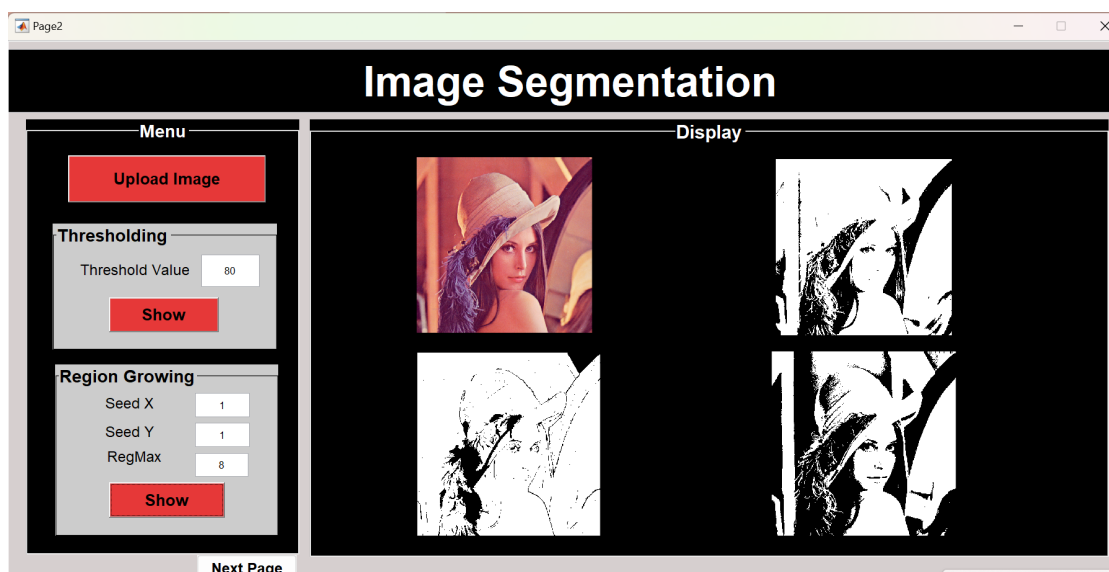 Page2
Image Segmentation
Menu
Upload Image
Thresholding
Threshold Value 80
Show
Region Growing
Seed X 1
Seed Y 1
RegMax 8
Show
Next Page
Display